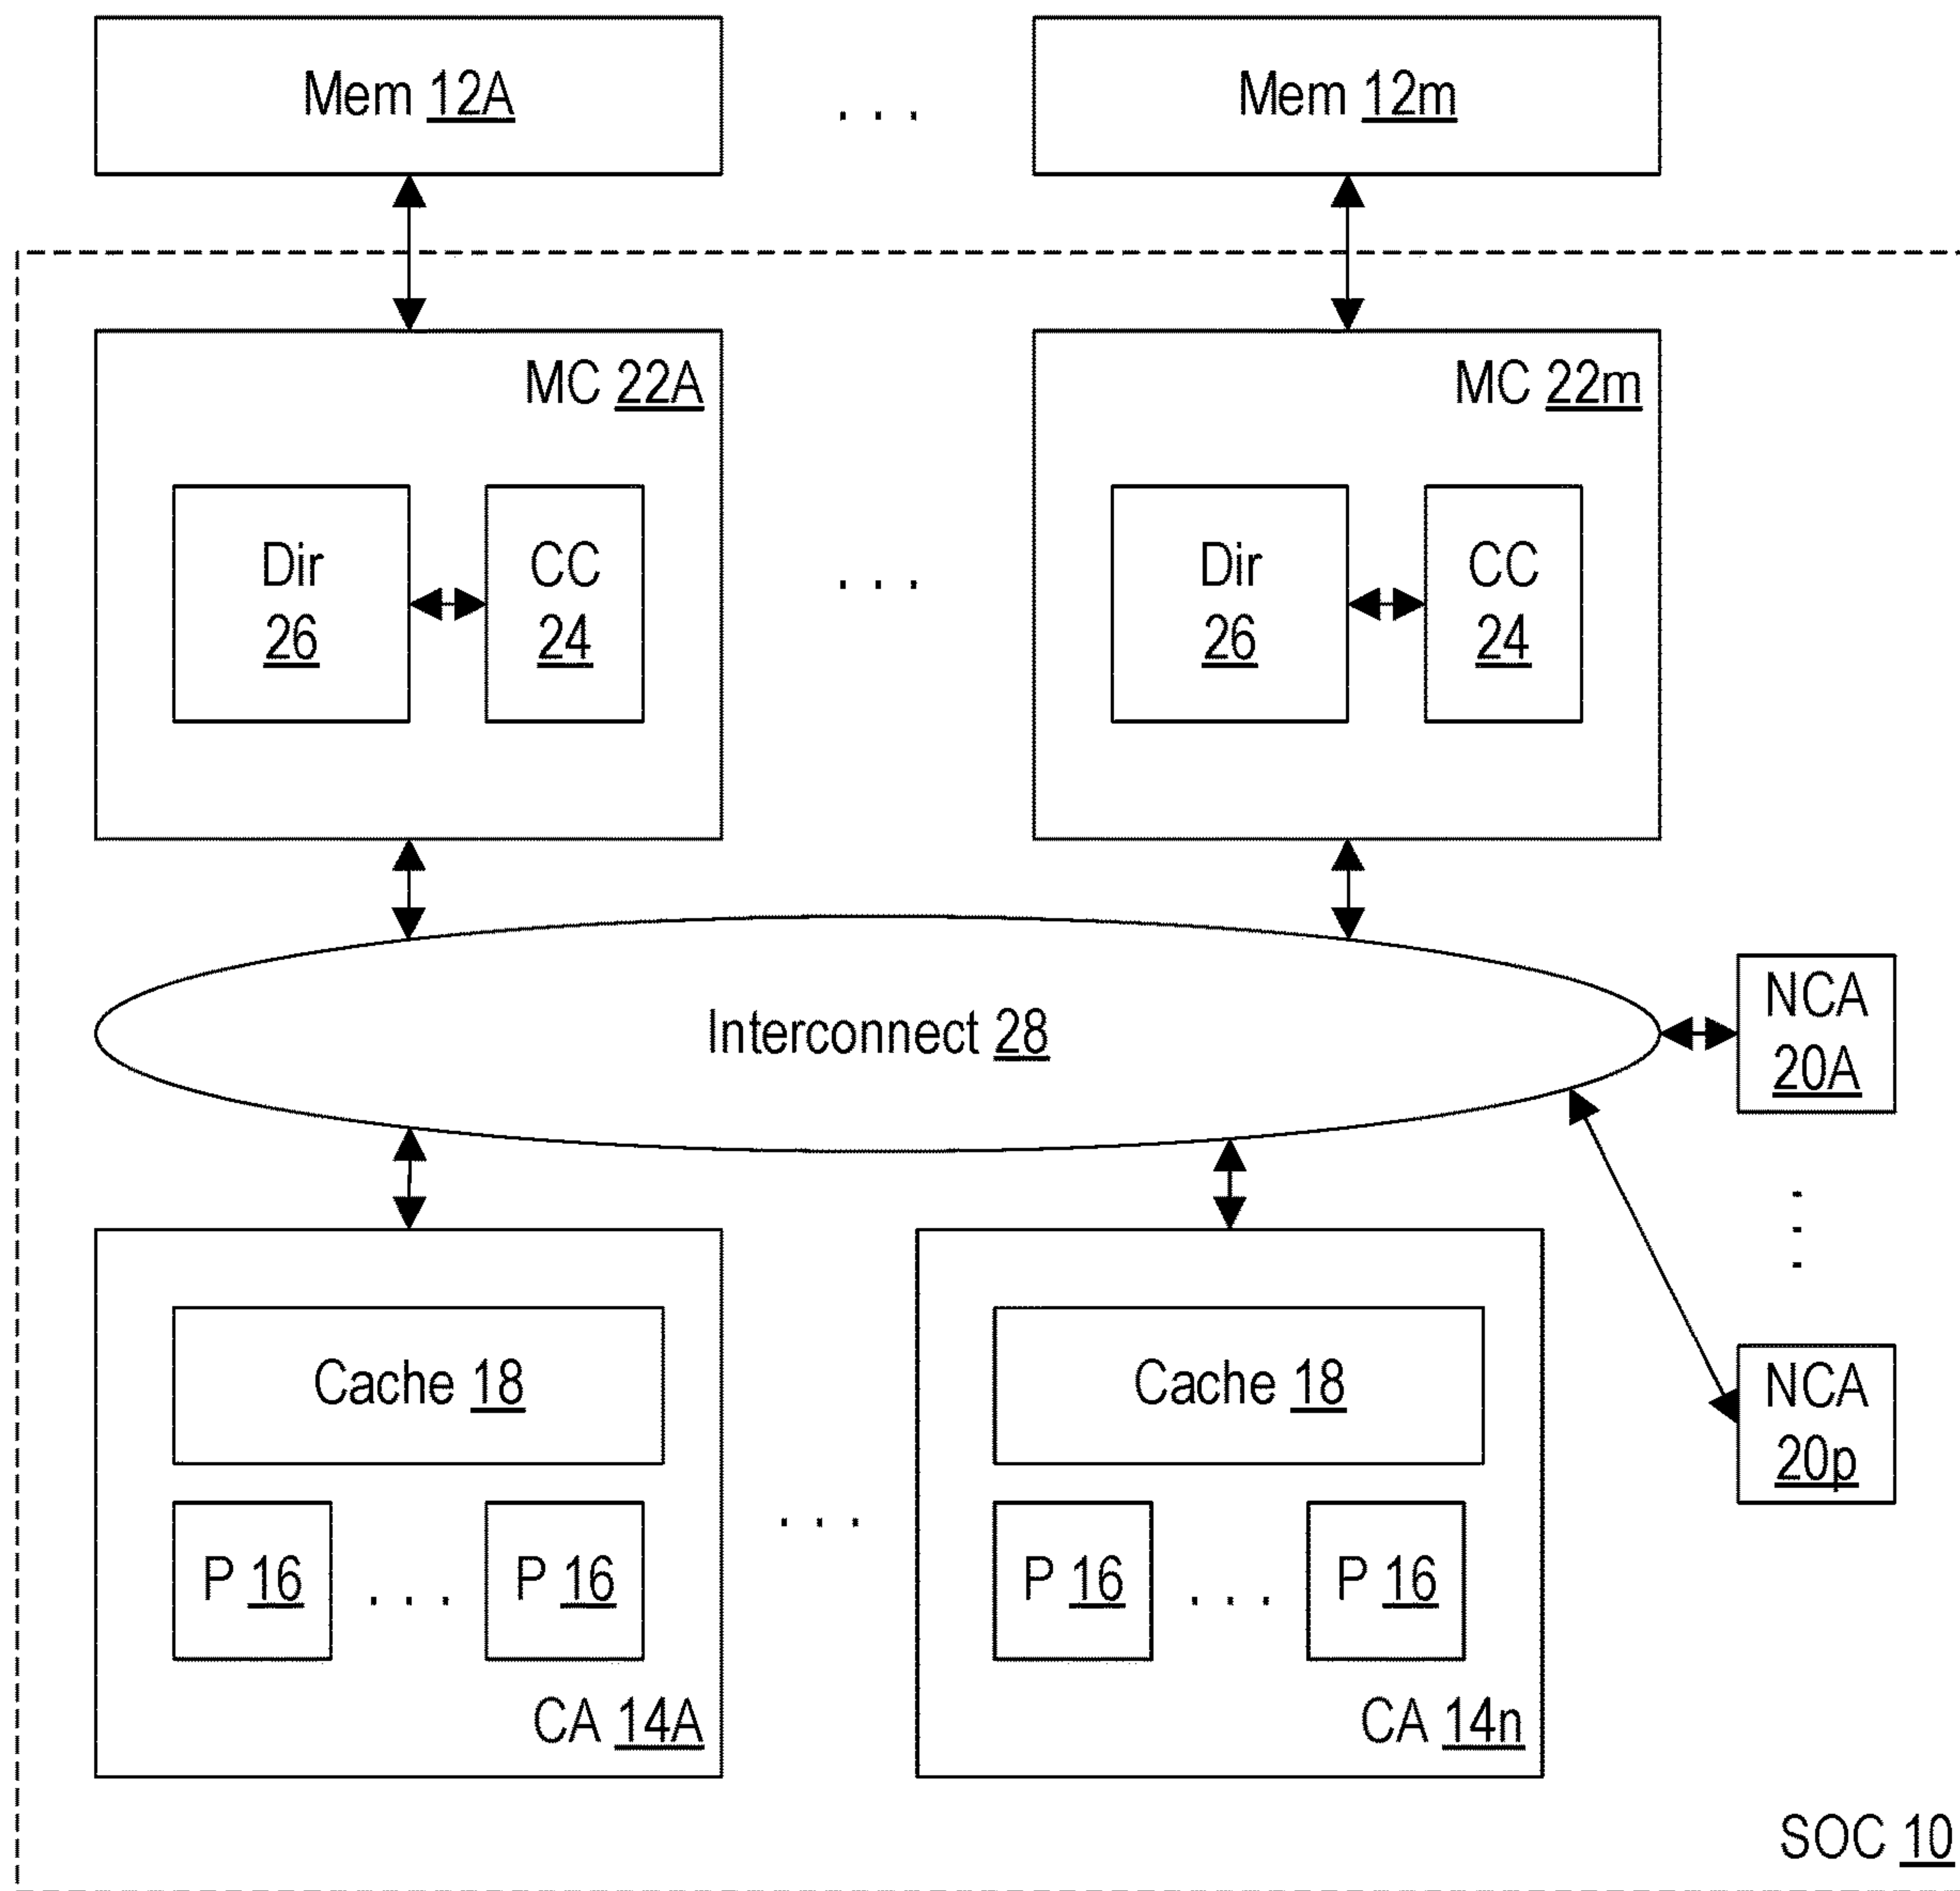 Mem 12A
. . .
Mem 12m
MC 22A
MC 22m
Dir
26
CC
24
. . .
Dir
26
CC
24
Interconnect 28
NCA
20A
. . .
NCA
20p
Cache 18
P 16 . . . P 16
CA 14A
. . .
Cache 18
P 16 . . . P 16
CA 14n
SOC 10